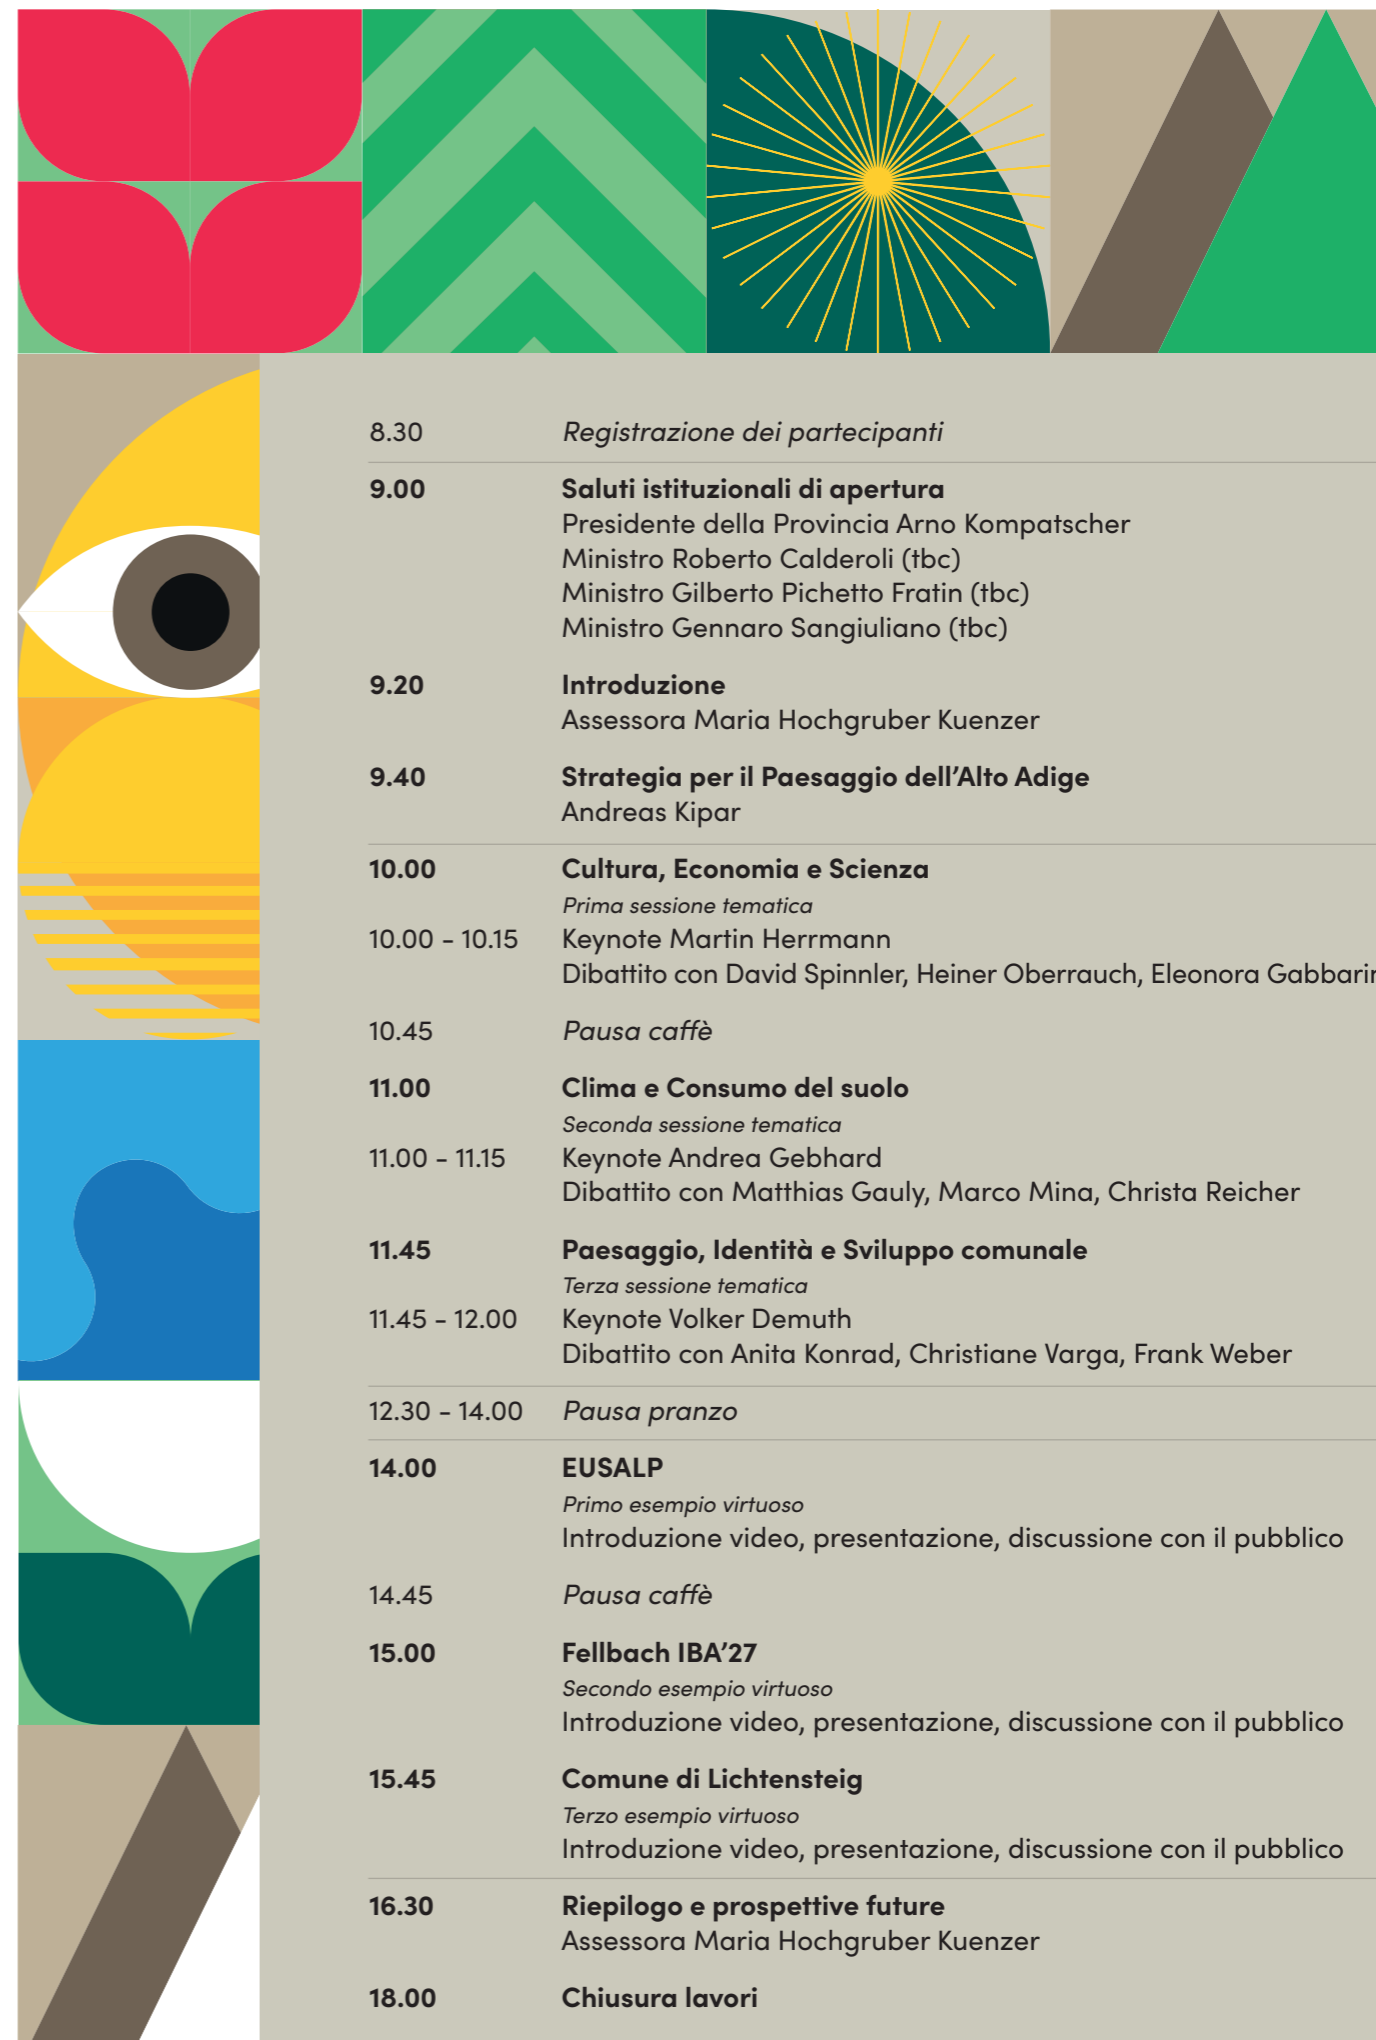 8.30 Registrazione dei partecipanti
9.00 Saluti istituzionali di apertura
Presidente della Provincia Arno Kompatscher
Ministro Roberto Calderoli (tbc)
Ministro Gilberto Pichetto Fratin (tbc)
Ministro Gennaro Sangiuliano (tbc)
9.20 Introduzione
Assessora Maria Hochgruber Kuenzer
9.40 Strategia per il Paesaggio dell’Alto Adige
Andreas Kipar
10.00 Cultura, Economia e Scienza
Prima sessione tematica
10.00 - 10.15 Keynote Martin Herrmann
Dibattito con David Spinnler, Heiner Oberrauch, Eleonora
10.45 Pausa caffè
11.00 Clima e Consumo del suolo
Seconda sessione tematica
11.00 - 11.15 Keynote Andrea Gebhard
Dibattito con Matthias Gauly, Marco Mina, Christa Reicher
11.45 Paesaggio, Identità e Sviluppo comunale
Terza sessione tematica
11.45 - 12.00 Keynote Volker Demuth
Dibattito con Anita Konrad, Christiane Varga, Frank Weber
12.30 - 14.00 Pausa pranzo
14.00 EUSALP
Primo esempio virtuoso
Introduzione video, presentazione, discussione con il pubblico
14.45 Pausa caffè
15.00 Fellbach IBA’27
Secondo esempio virtuoso
Introduzione video, presentazione, discussione con il pubblico
15.45 Comune di Lichtensteig
Terzo esempio virtuoso
Introduzione video, presentazione, discussione con il pubblico
16.30 Riepilogo e prospettive future
Assessora Maria Hochgruber Kuenzer
18.00 Chiusura lavori